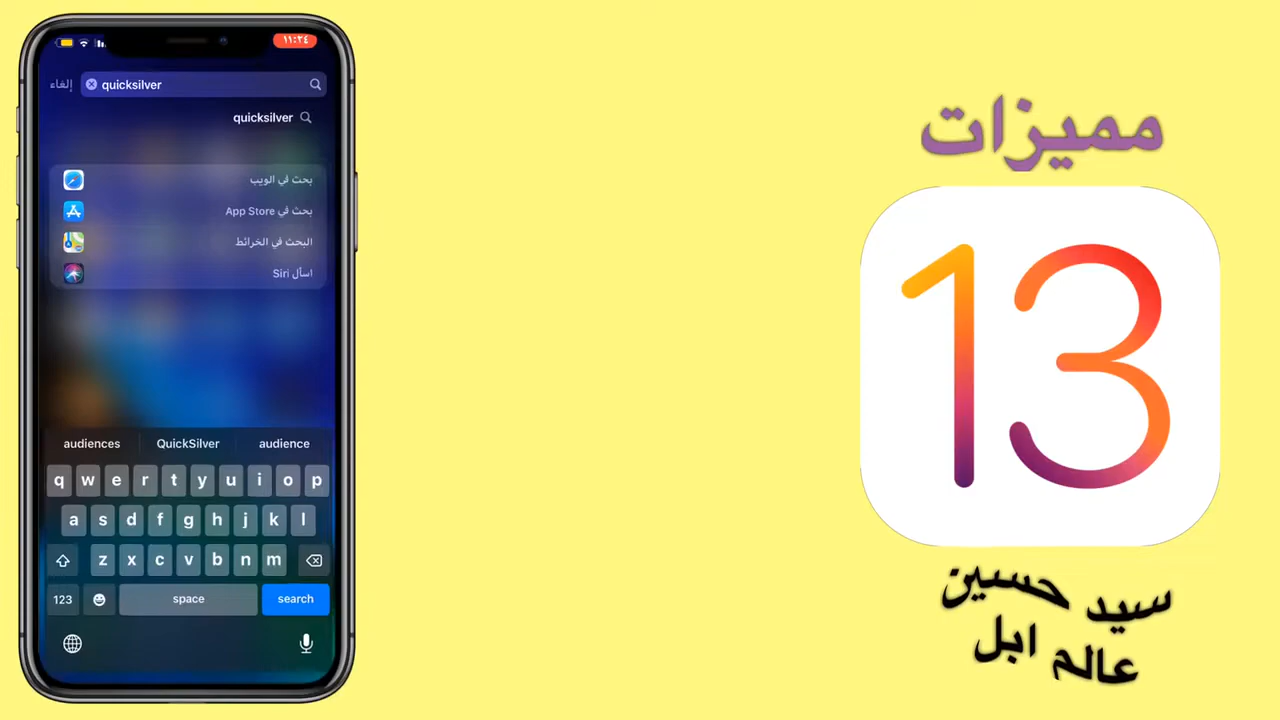 ١١:٢٤
إلغاء quicksilver
quicksilver
بحث في الويب
بحث في App Store
البحث في الخرائط
اسأل Siri
audiences QuickSilver audience
q w e r t y u i o p
a s d f g h j k l
z x c v b n m
123 space search
مميزات
13
سيد حسين
عالم ابل